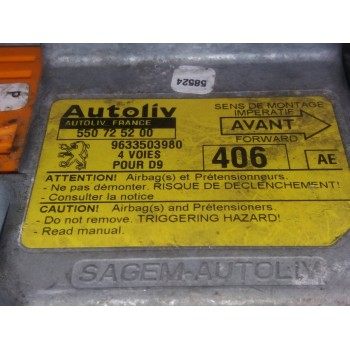 P
58524
Autoliv
AUTOLIV FRANCE
550 72 52 00
SENS DE MONTAGE
IMPERATIF
AVANT
FORWARD
9633503980
4 VOIES
POUR D9
406
AE
ATTENTION! Airbag(s) et Prétensionneurs.
- Ne pas démonter. RISQUE DE DECLENCHEMENT!
- Consulter la notice
CAUTION! Airbag(s) and Pretensioners.
- Do not remove. TRIGGERING HAZARD!
- Read manual.
SAGEM-AUTOLIV